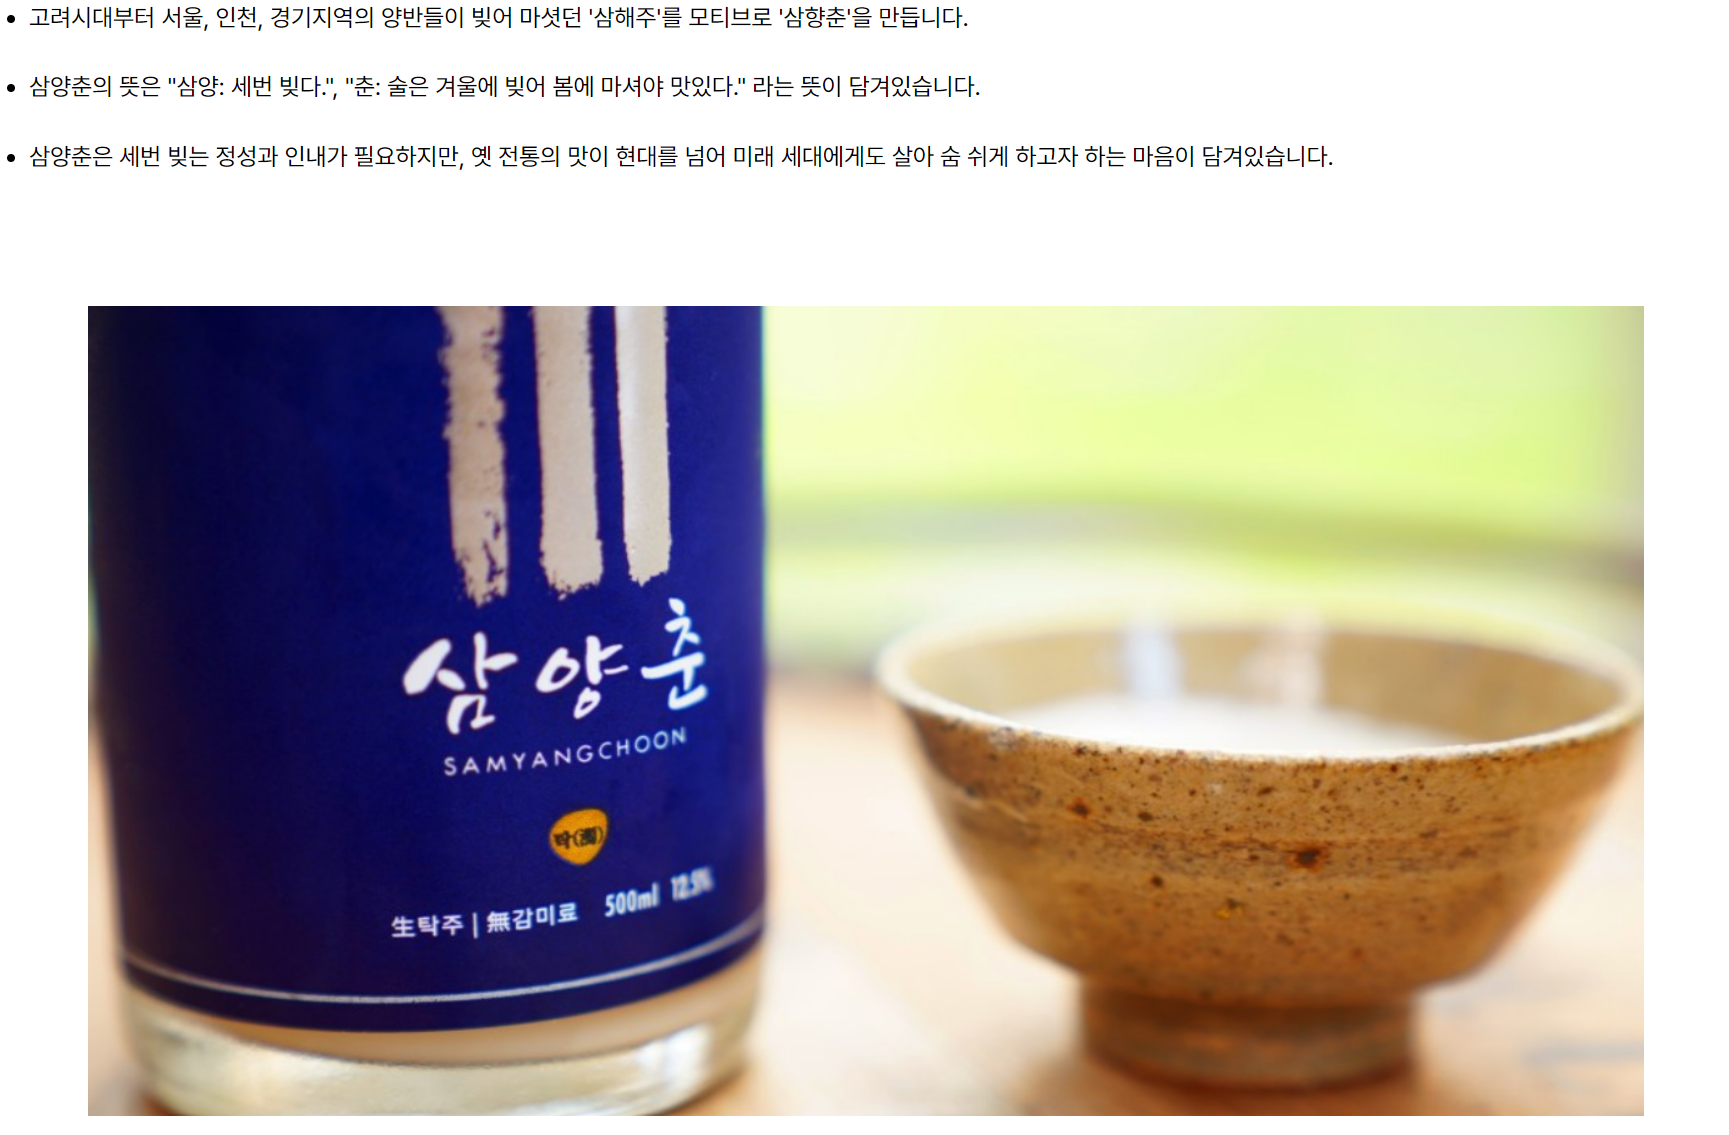 고려시대부터 서울, 인천, 경기지역의 양반들이 빚어 마셧던 '삼해주'를 모티브로 '삼향춘'을 만듭니다.
삼양춘의 뜻은 "삼양: 세번 빚다.", "춘: 술은 겨울에 빚어 봄에 마셔야 맛있다." 라는 뜻이 담겨있습니다.
삼양춘은 세번 빚는 정성과 인내가 필요하지만, 옛 전통의 맛이 현대를 넘어 미래 세대에게도 살아 숨 쉬게 하고자 하는 마음이 담겨있습니다.
삼양춘
SAMYANGCHOON
탁(濁)
生탁주 | 無감미료 500ml 12.5%